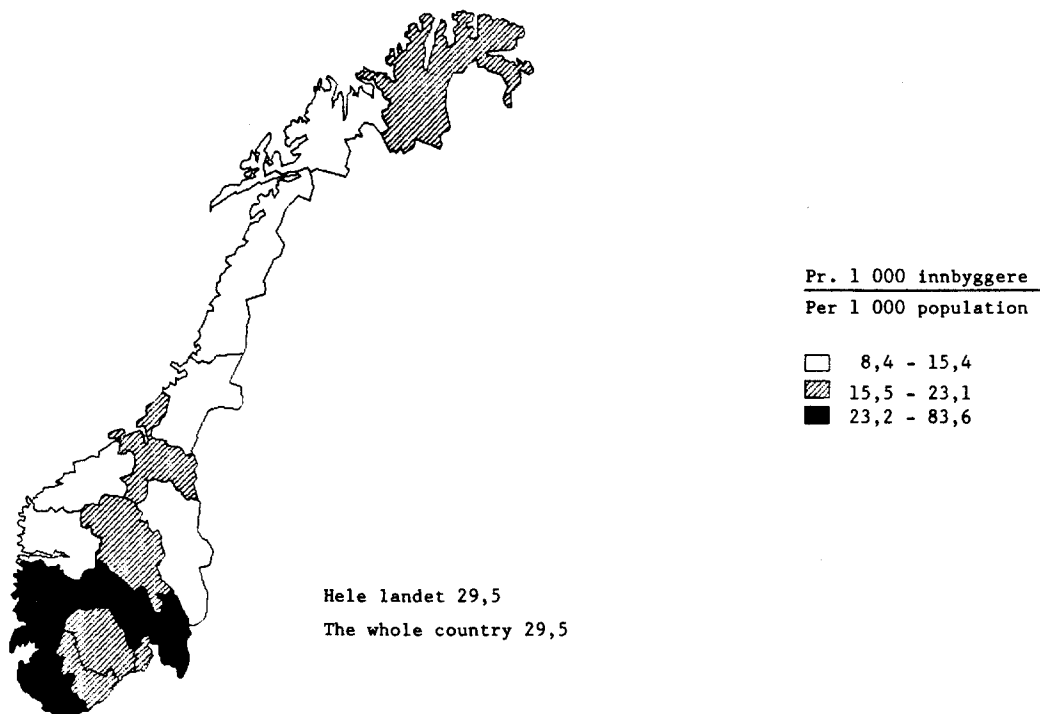 Pr. 1 000 innbyggere
Per 1 000 population
8,4 - 15,4
15,5 - 23,1
23,2 - 83,6
Hele landet 29,5
The whole country 29,5